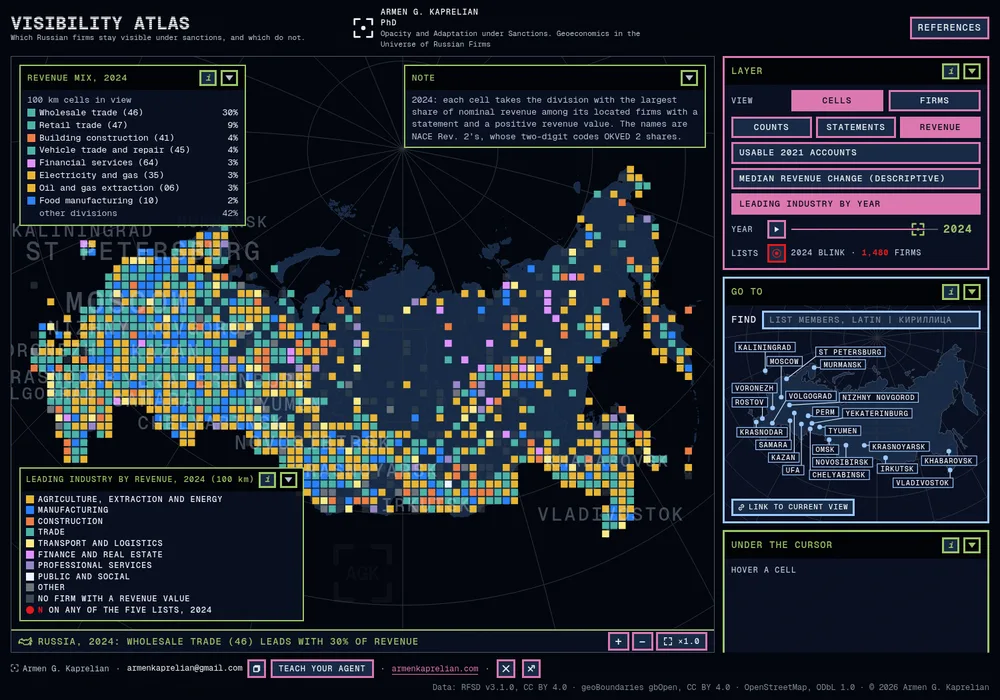 VISIBILITY ATLAS
Which Russian firms stay visible under sanctions, and which do not.
ARMEN G. KAPRELIAN
PhD
Opacity and Adaptation under Sanctions. Geoeconomics in the
Universe of Russian Firms
REFERENCES
REVENUE MIX, 2024
i
100 km cells in view
Wholesale trade (46) 30%
Retail trade (47) 9%
Building construction (41) 4%
Vehicle trade and repair (45) 4%
Financial services (64) 3%
Electricity and gas (35) 3%
Oil and gas extraction (06) 3%
Food manufacturing (10) 2%
other divisions 42%
NOTE
2024: each cell takes the division with the largest
share of nominal revenue among its located firms with a
statement and a positive revenue value. The names are
NACE Rev. 2's, whose two-digit codes OKVED 2 shares.
KALININGRAD
ST PETERSBURG
VLADIVOSTOK
AGK
LEADING INDUSTRY BY REVENUE, 2024 (100 km)
i
AGRICULTURE, EXTRACTION AND ENERGY
MANUFACTURING
CONSTRUCTION
TRADE
TRANSPORT AND LOGISTICS
FINANCE AND REAL ESTATE
PROFESSIONAL SERVICES
PUBLIC AND SOCIAL
OTHER
NO FIRM WITH A REVENUE VALUE
N ON ANY OF THE FIVE LISTS, 2024
RUSSIA, 2024: WHOLESALE TRADE (46) LEADS WITH 30% OF REVENUE
+
−
×1.0
LAYER
i
VIEW
CELLS
FIRMS
COUNTS
STATEMENTS
REVENUE
USABLE 2021 ACCOUNTS
MEDIAN REVENUE CHANGE (DESCRIPTIVE)
LEADING INDUSTRY BY YEAR
YEAR
2024
LISTS
2024 BLINK · 1,480 FIRMS
GO TO
i
FIND
LIST MEMBERS, LATIN | КИРИЛЛИЦА
KALININGRAD
ST PETERSBURG
MOSCOW
MURMANSK
VORONEZH
ROSTOV
VOLGOGRAD
NIZHNY NOVGOROD
PERM
YEKATERINBURG
KRASNODAR
TYUMEN
SAMARA
OMSK
KRASNOYARSK
KAZAN
NOVOSIBIRSK
KHABAROVSK
UFA
CHELYABINSK
IRKUTSK
VLADIVOSTOK
LINK TO CURRENT VIEW
UNDER THE CURSOR
i
HOVER A CELL
Armen G. Kaprelian · armenkaprelian@gmail.com
TEACH YOUR AGENT
· armenkaprelian.com ·
Data: RFSD v3.1.0, CC BY 4.0 · geoBoundaries gbOpen, CC BY 4.0 · OpenStreetMap, ODbL 1.0 · © 2026 Armen G. Kaprelian